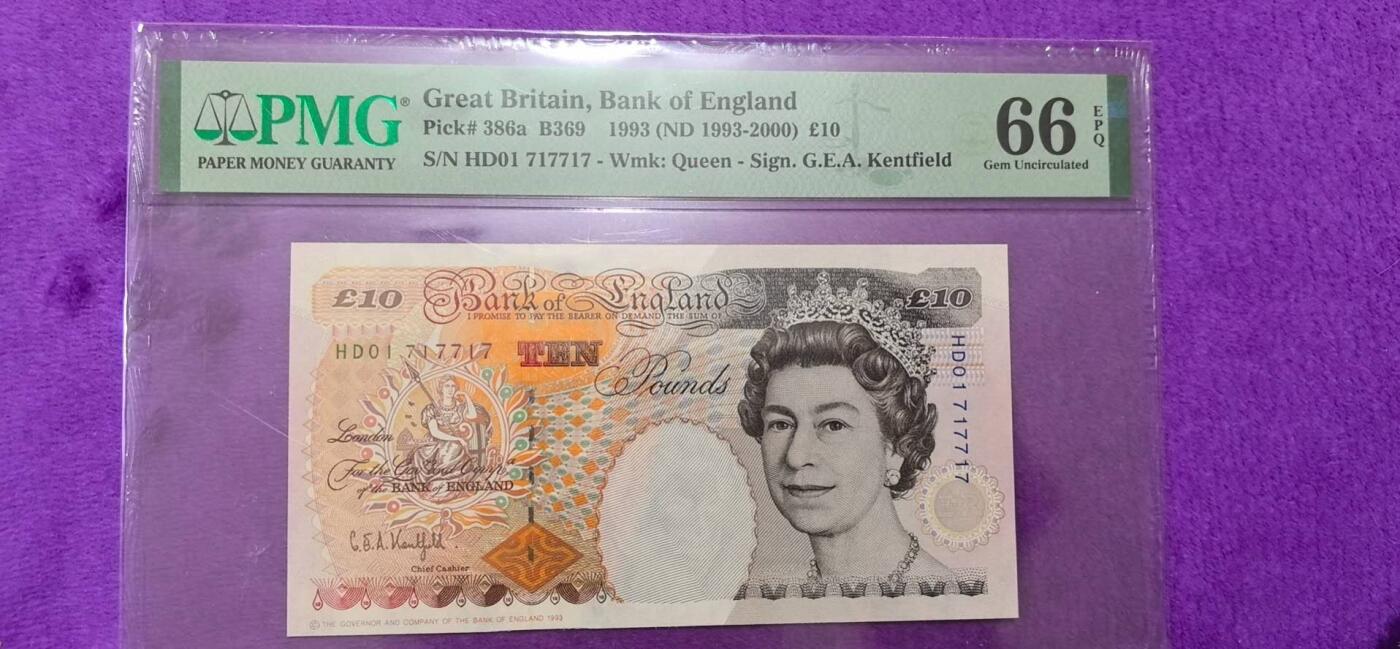 PMG®
PAPER MONEY GUARANTY
Great Britain, Bank of England
Pick# 386a B369 1993 (ND 1993-2000) £10
S/N HD01 717717 - Wmk: Queen - Sign. G.E.A. Kentfield
66
EPQ
Gem Uncirculated
£10
Bank of England
£10
I PROMISE TO PAY THE BEARER ON DEMAND THE SUM OF
HD01 717717
TEN
Pounds
HD01 717717
London
For the Gov. and Comp.a
of the BANK of ENGLAND
G.E.A. Kentfield
Chief Cashier
© THE GOVERNOR AND COMPANY OF THE BANK OF ENGLAND 1993